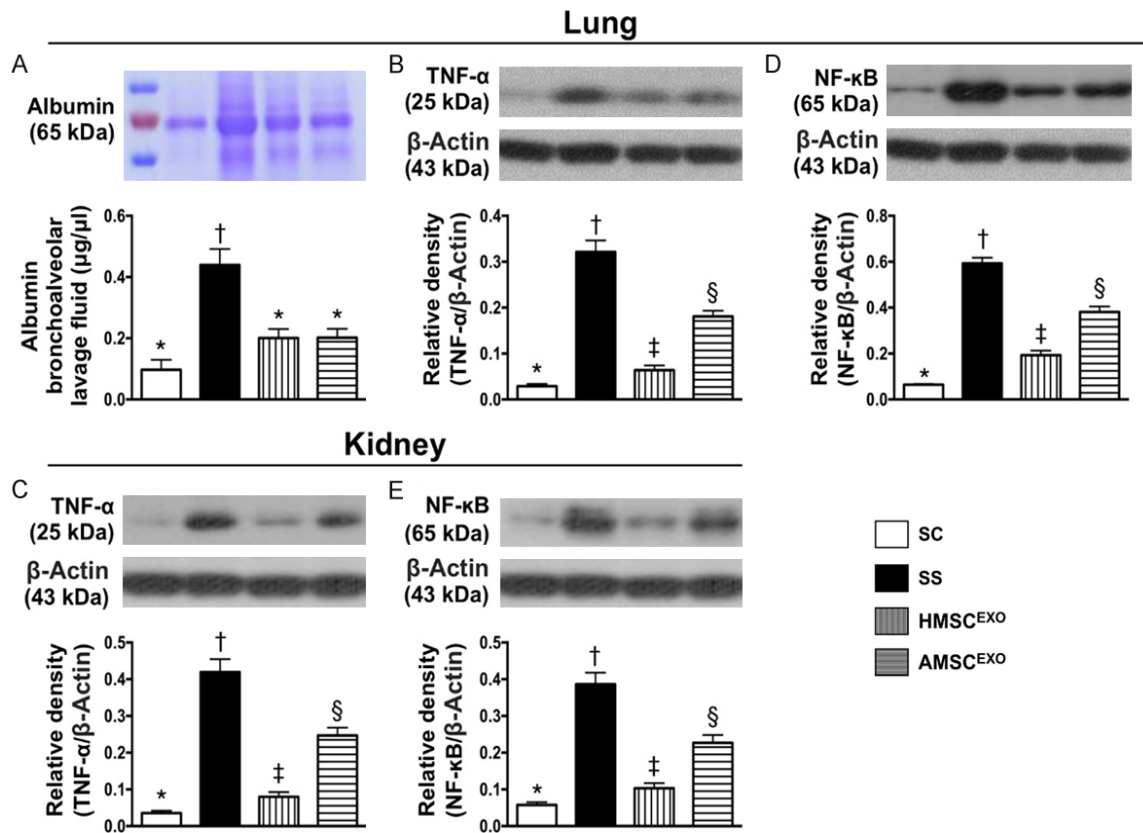 Lung
A
Albumin
(65 kDa)
Albumin
bronchoalveolar
lavage fluid (µg/µl)
0.6
0.4
0.2
0.0
*
†
*
*
B
TNF-α
(25 kDa)
β-Actin
(43 kDa)
Relative density
(TNF-α/β-Actin)
0.4
0.3
0.2
0.1
0.0
*
†
‡
§
D
NF-κB
(65 kDa)
β-Actin
(43 kDa)
Relative density
(NF-κB/β-Actin)
0.8
0.6
0.4
0.2
0.0
*
†
‡
§
Kidney
C
TNF-α
(25 kDa)
β-Actin
(43 kDa)
Relative density
(TNF-α/β-Actin)
0.5
0.4
0.3
0.2
0.1
0.0
*
†
‡
§
E
NF-κB
(65 kDa)
β-Actin
(43 kDa)
Relative density
(NF-κB/β-Actin)
0.5
0.4
0.3
0.2
0.1
0.0
*
†
‡
§
SC
SS
HMSCEXO
AMSCEXO